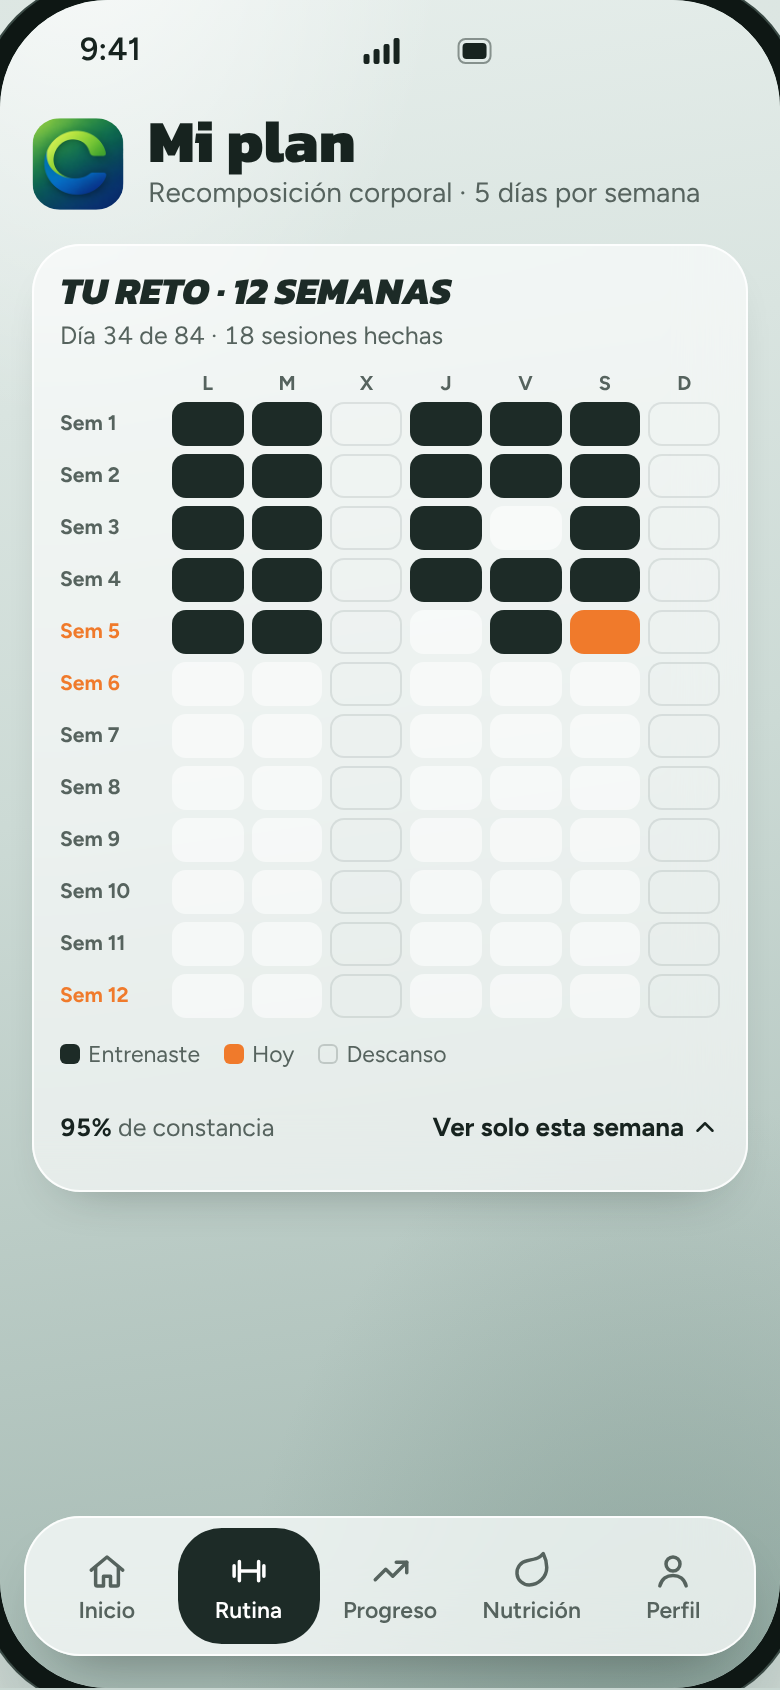 9:41
Mi plan
Recomposición corporal · 5 días por semana
TU RETO · 12 SEMANAS
Día 34 de 84 · 18 sesiones hechas
L M X J V S D
Sem 1
Sem 2
Sem 3
Sem 4
Sem 5
Sem 6
Sem 7
Sem 8
Sem 9
Sem 10
Sem 11
Sem 12
Entrenaste Hoy Descanso
95% de constancia Ver solo esta semana
Inicio Rutina Progreso Nutrición Perfil